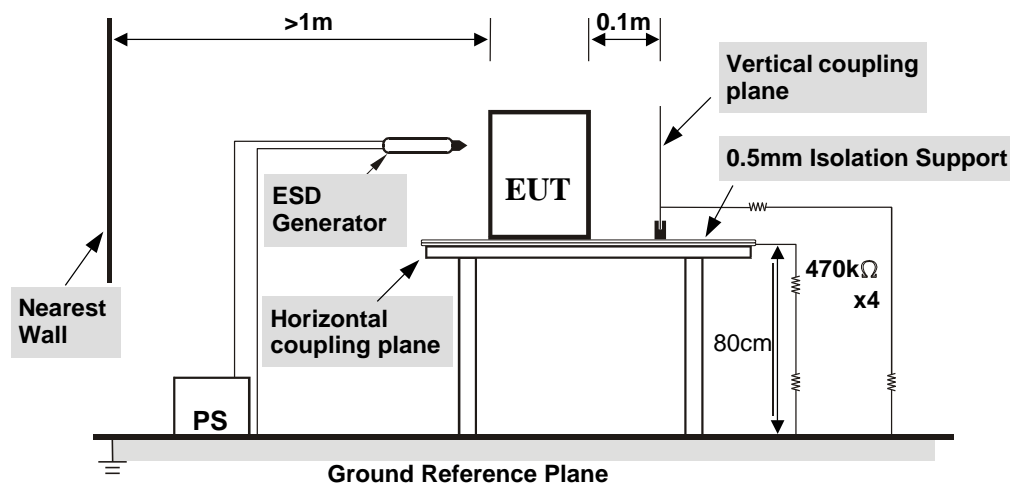 >1m
0.1m
Vertical coupling
plane
0.5mm Isolation Support
ESD
Generator
EUT
470kΩ
x4
Nearest
Wall
Horizontal
coupling plane
80cm
PS
Ground Reference Plane